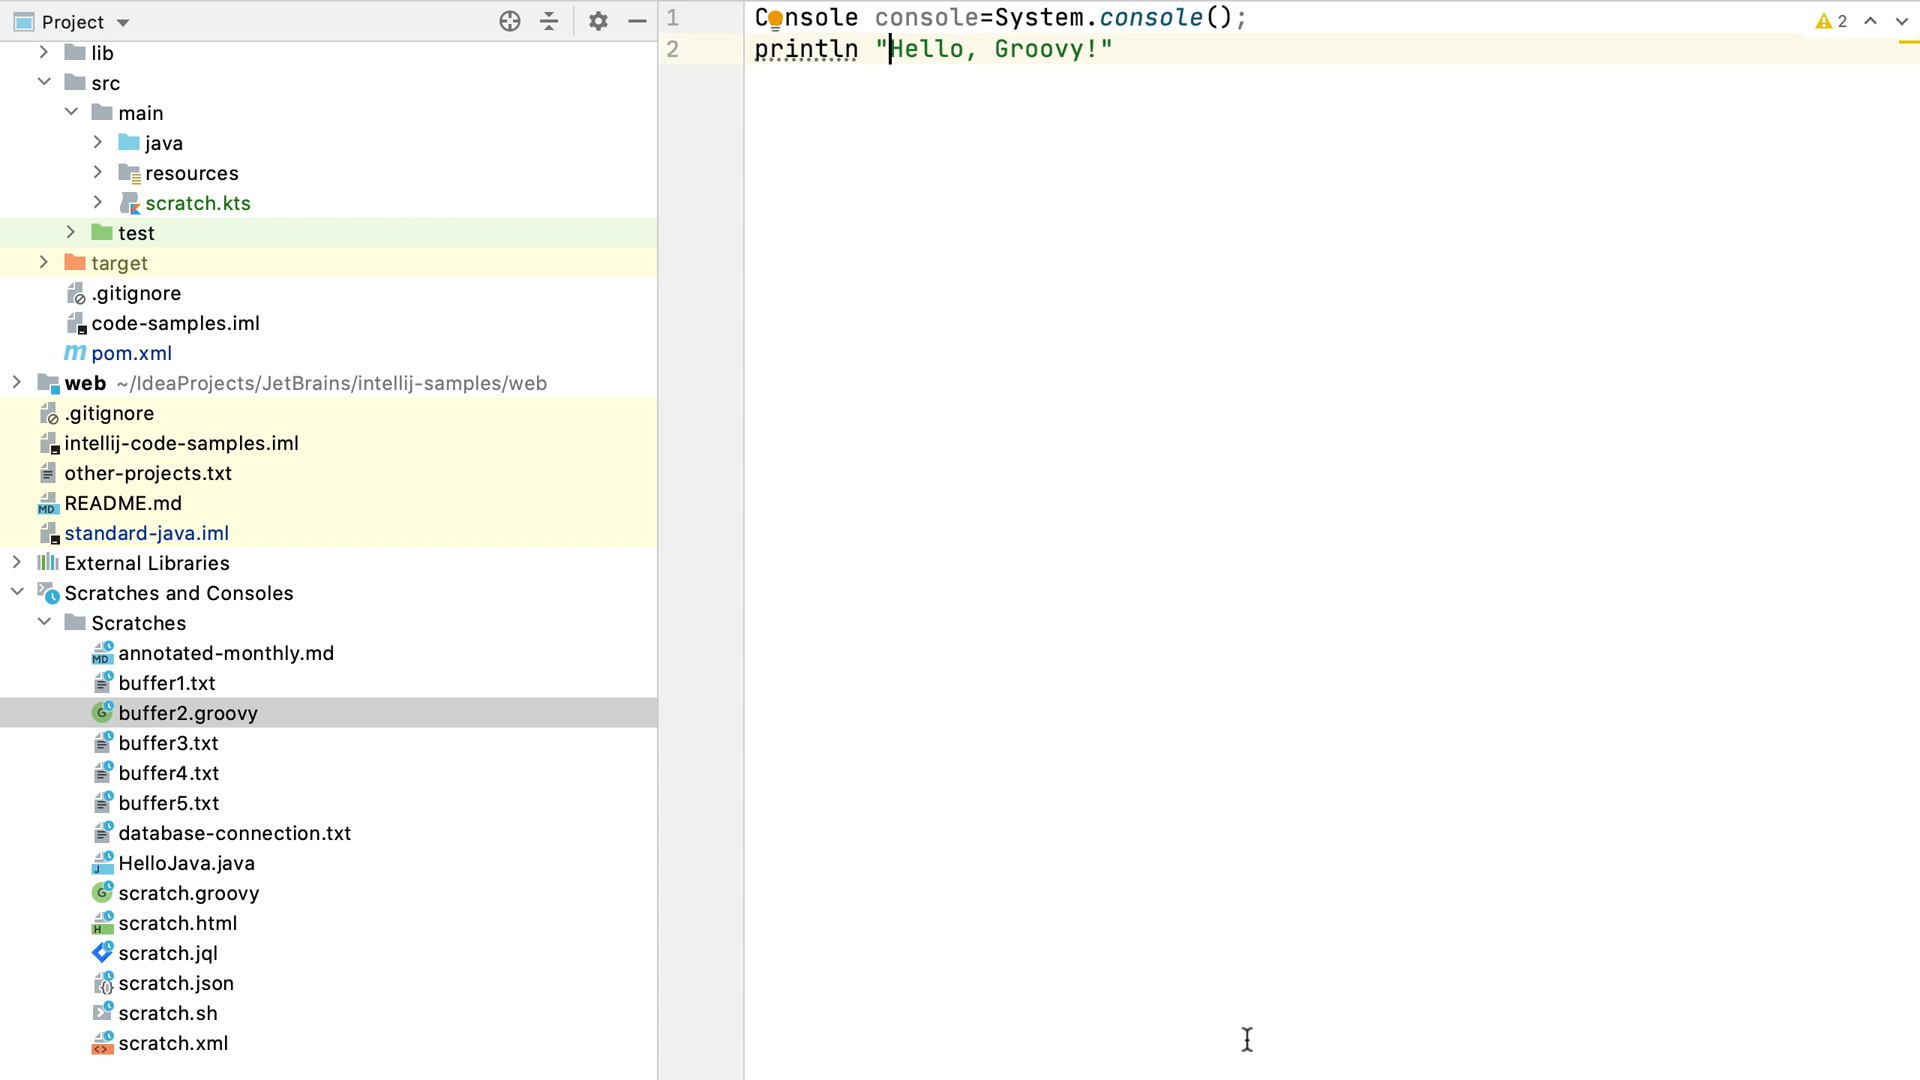 Project
lib
src
main
java
resources
scratch.kts
test
target
.gitignore
code-samples.iml
pom.xml
web ~/IdeaProjects/JetBrains/intellij-samples/web
.gitignore
intellij-code-samples.iml
other-projects.txt
README.md
standard-java.iml
External Libraries
Scratches and Consoles
Scratches
annotated-monthly.md
buffer1.txt
buffer2.groovy
buffer3.txt
buffer4.txt
buffer5.txt
database-connection.txt
HelloJava.java
scratch.groovy
scratch.html
scratch.jql
scratch.json
scratch.sh
scratch.xml
1 Console console=System.console();
2 println "Hello, Groovy!"
2